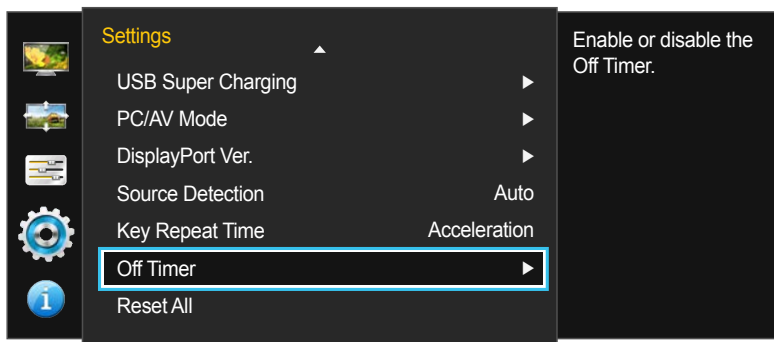 Settings
USB Super Charging
PC/AV Mode
DisplayPort Ver.
Source Detection Auto
Key Repeat Time Acceleration
Off Timer
Reset All
Enable or disable the
Off Timer.
i